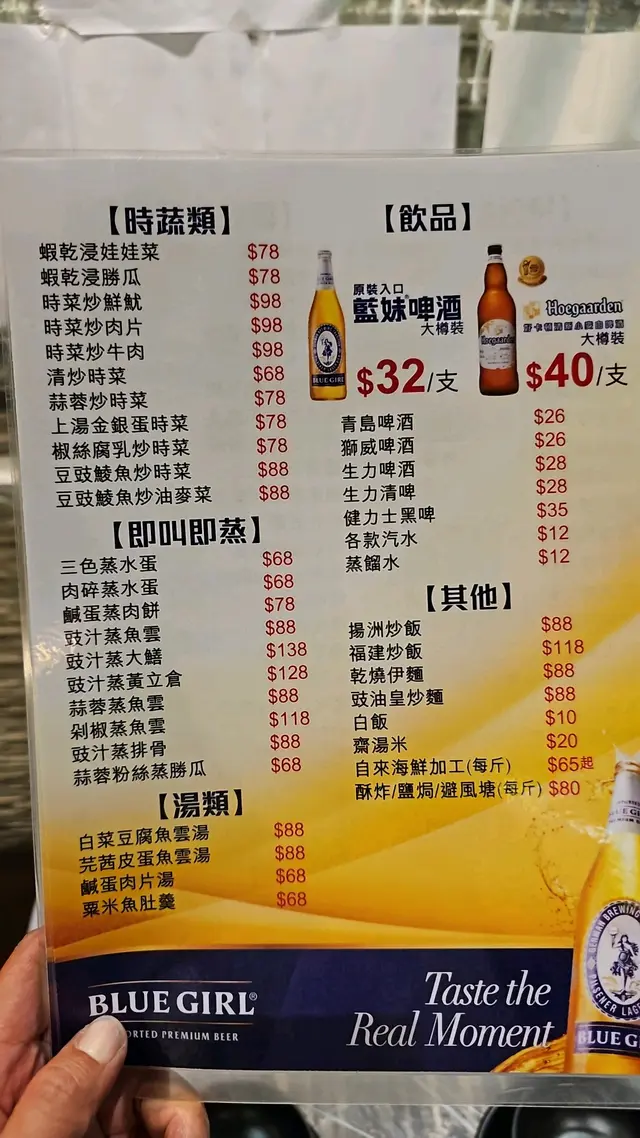 【時蔬類】
蝦乾浸娃娃菜 $78
蝦乾浸勝瓜 $78
時菜炒鮮魷 $98
時菜炒肉片 $98
時菜炒牛肉 $98
清炒時菜 $68
蒜蓉炒時菜 $78
上湯金銀蛋時菜 $78
椒絲腐乳炒時菜 $78
豆豉鯪魚炒時菜 $88
豆豉鯪魚炒油麥菜 $88
【即叫即蒸】
三色蒸水蛋 $68
肉碎蒸水蛋 $68
鹹蛋蒸肉餅 $78
豉汁蒸魚雲 $88
豉汁蒸大鱔 $138
豉汁蒸黃立倉 $128
蒜蓉蒸魚雲 $88
剁椒蒸魚雲 $118
豉汁蒸排骨 $88
蒜蓉粉絲蒸勝瓜 $68
【湯類】
白菜豆腐魚雲湯 $88
芫茜皮蛋魚雲湯 $88
鹹蛋肉片湯 $68
粟米魚肚羹 $68
【飲品】
原裝入口
藍妹®啤酒
大樽裝
$32/支
BLUE GIRL
Hoegaarden
大樽裝
$40/支
Hoegaarden
青島啤酒 $26
獅威啤酒 $26
生力啤酒 $28
生力清啤 $28
健力士黑啤 $35
各款汽水 $12
蒸餾水 $12
【其他】
揚洲炒飯 $88
福建炒飯 $118
乾燒伊麵 $88
豉油皇炒麵 $88
白飯 $10
齋湯米 $20
自來海鮮加工(每斤) $65起
酥炸/鹽焗/避風塘(每斤) $80
BLUE GIRL®
ORTED PREMIUM BEER
Taste the
Real Moment
GERMAN BREWING
PILSENER LAGE
BLUE G